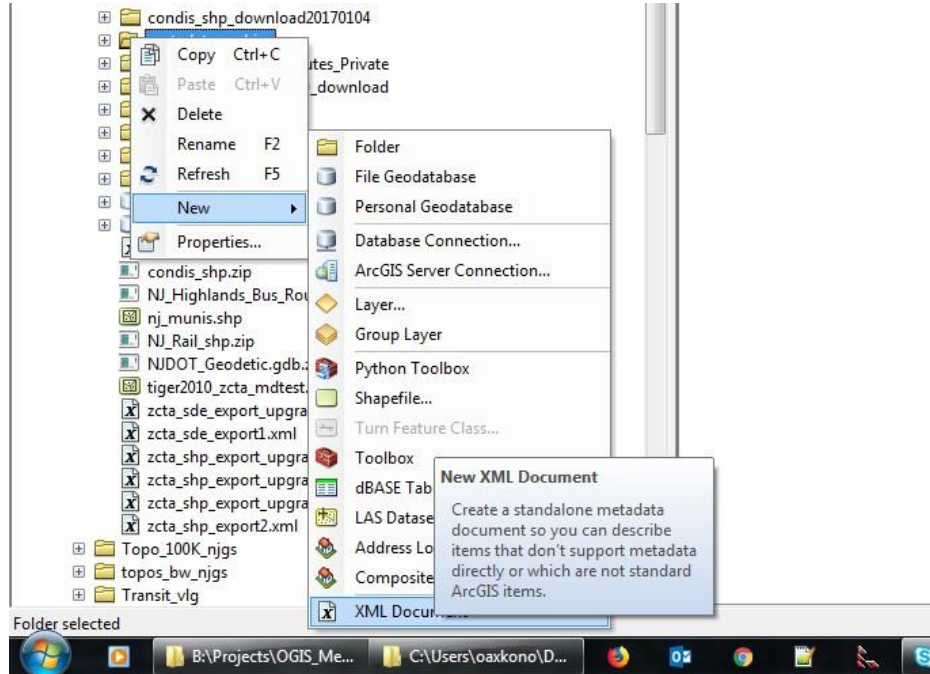 condis_shp_download20170104
Copy Ctrl+C
utes_Private
Paste Ctrl+V
_download
Delete
Rename F2
Refresh F5
New
Properties...
Folder
File Geodatabase
Personal Geodatabase
Database Connection...
ArcGIS Server Connection...
Layer...
Group Layer
Python Toolbox
Shapefile...
Turn Feature Class...
Toolbox
dBASE Tab
LAS Datase
Address Lo
Composite
XML Docum
New XML Document
Create a standalone metadata
document so you can describe
items that don't support metadata
directly or which are not standard
ArcGIS items.
condis_shp.zip
NJ_Highlands_Bus_Rou
nj_munis.shp
NJ_Rail_shp.zip
NJDOT_Geodetic.gdb.z
tiger2010_zcta_mdtest.
zcta_sde_export_upgra
zcta_sde_export1.xml
zcta_shp_export_upgra
zcta_shp_export_upgra
zcta_shp_export_upgra
zcta_shp_export2.xml
Topo_100K_njgs
topos_bw_njgs
Transit_vlg
Folder selected
B:\Projects\OGIS_Me...
C:\Users\oaxkono\D...